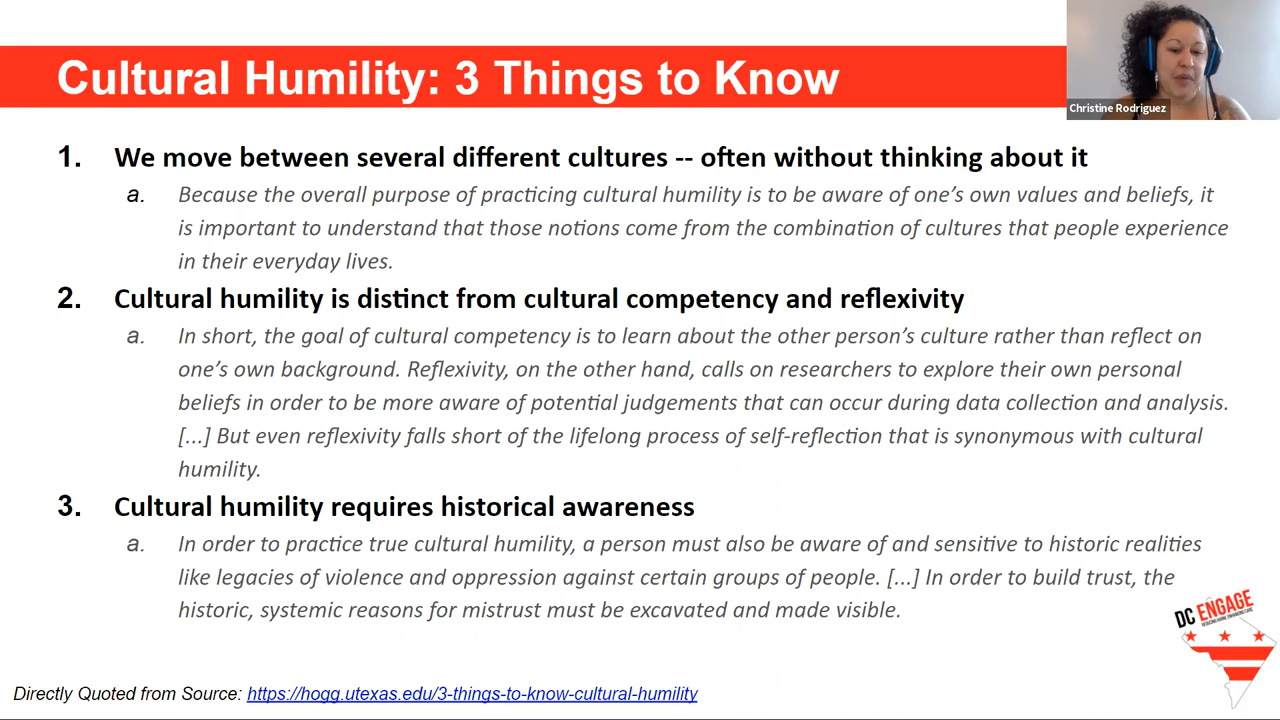 Cultural Humility: 3 Things to Know
Christine Rodriguez
1. We move between several different cultures -- often without thinking about it
a. Because the overall purpose of practicing cultural humility is to be aware of one’s own values and beliefs, it
is important to understand that those notions come from the combination of cultures that people experience
in their everyday lives.
2. Cultural humility is distinct from cultural competency and reflexivity
a. In short, the goal of cultural competency is to learn about the other person’s culture rather than reflect on
one’s own background. Reflexivity, on the other hand, calls on researchers to explore their own personal
beliefs in order to be more aware of potential judgements that can occur during data collection and analysis.
[...] But even reflexivity falls short of the lifelong process of self-reflection that is synonymous with cultural
humility.
3. Cultural humility requires historical awareness
a. In order to practice true cultural humility, a person must also be aware of and sensitive to historic realities
like legacies of violence and oppression against certain groups of people. [...] In order to build trust, the
historic, systemic reasons for mistrust must be excavated and made visible.
DC ENGAGE
REDUCING HARM, ENHANCING CARE
Directly Quoted from Source: https://hogg.utexas.edu/3-things-to-know-cultural-humility